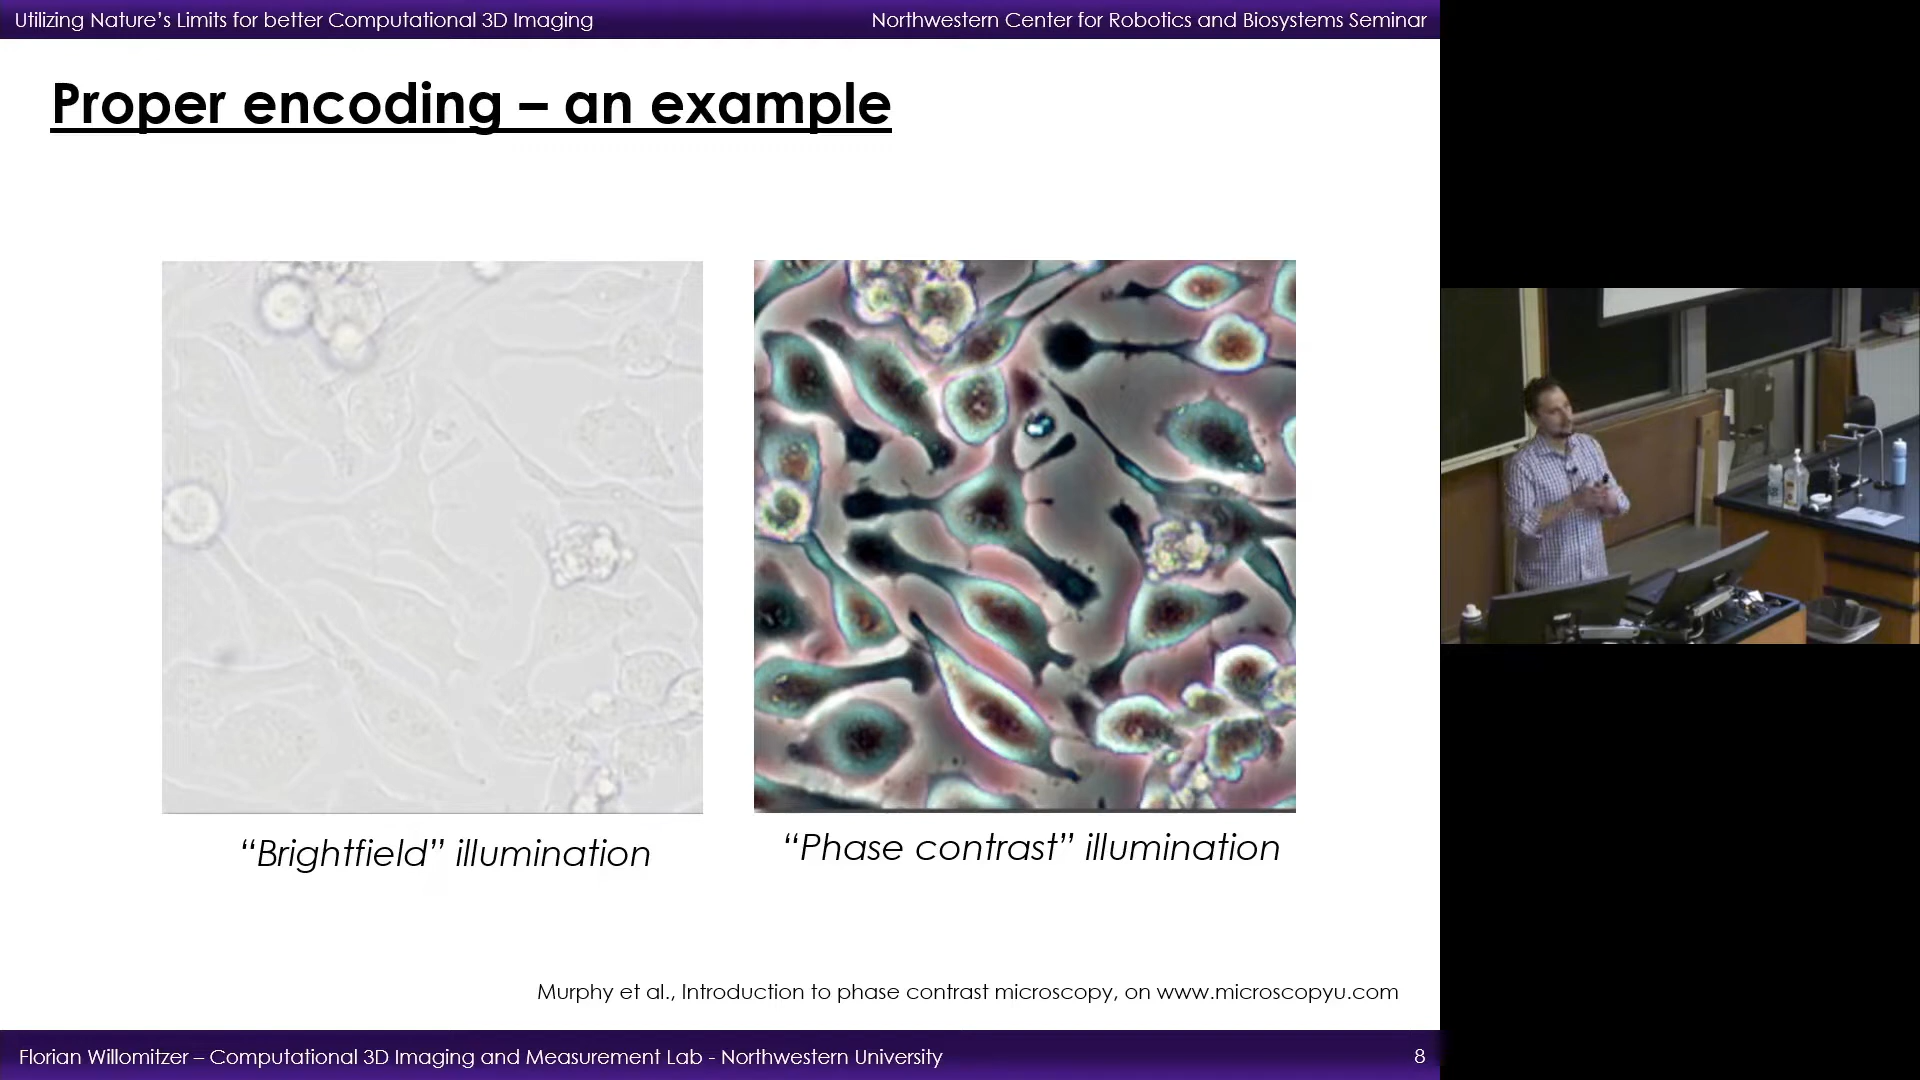 Utilizing Nature’s Limits for better Computational 3D Imaging
Northwestern Center for Robotics and Biosystems Seminar
Proper encoding – an example
“Brightfield” illumination
“Phase contrast” illumination
Murphy et al., Introduction to phase contrast microscopy, on www.microscopyu.com
Florian Willomitzer – Computational 3D Imaging and Measurement Lab - Northwestern University
8